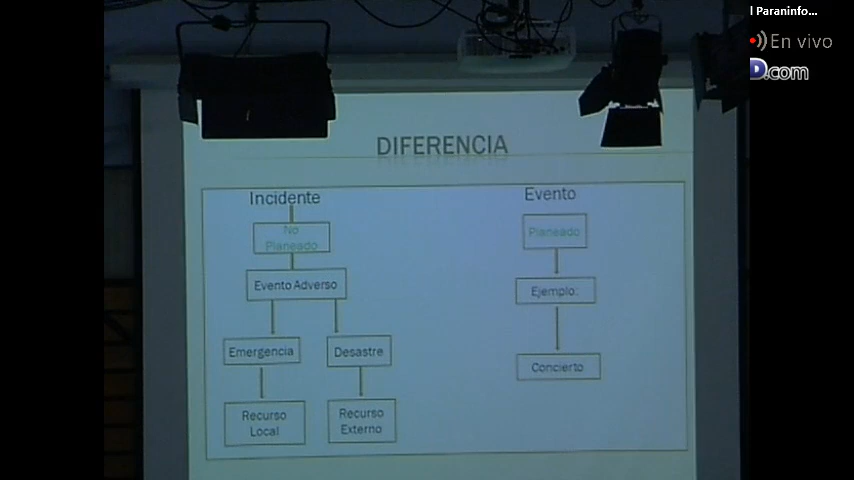 l Paraninfo...
En vivo
D.com
DIFERENCIA
Incidente
No
Planeado
Evento Adverso
Emergencia
Desastre
Recurso
Local
Recurso
Externo
Evento
Planeado
Ejemplo:
Concierto